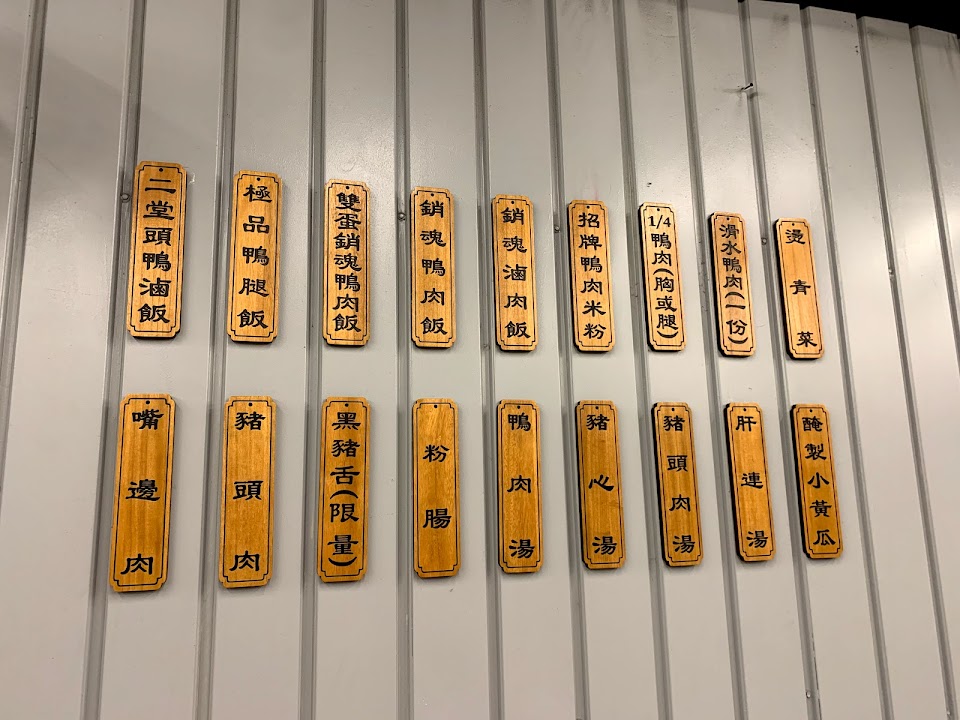 二堂頭鴨滷飯
極品鴨腿飯
雙蛋銷魂鴨肉飯
銷魂鴨肉飯
銷魂滷肉飯
招牌鴨肉米粉
1/4鴨肉(胸或腿)
滑水鴨肉(一份)
燙青菜
嘴邊肉
豬頭肉
黑豬舌(限量)
粉腸
鴨肉湯
豬心湯
豬頭肉湯
肝連湯
醃製小黃瓜